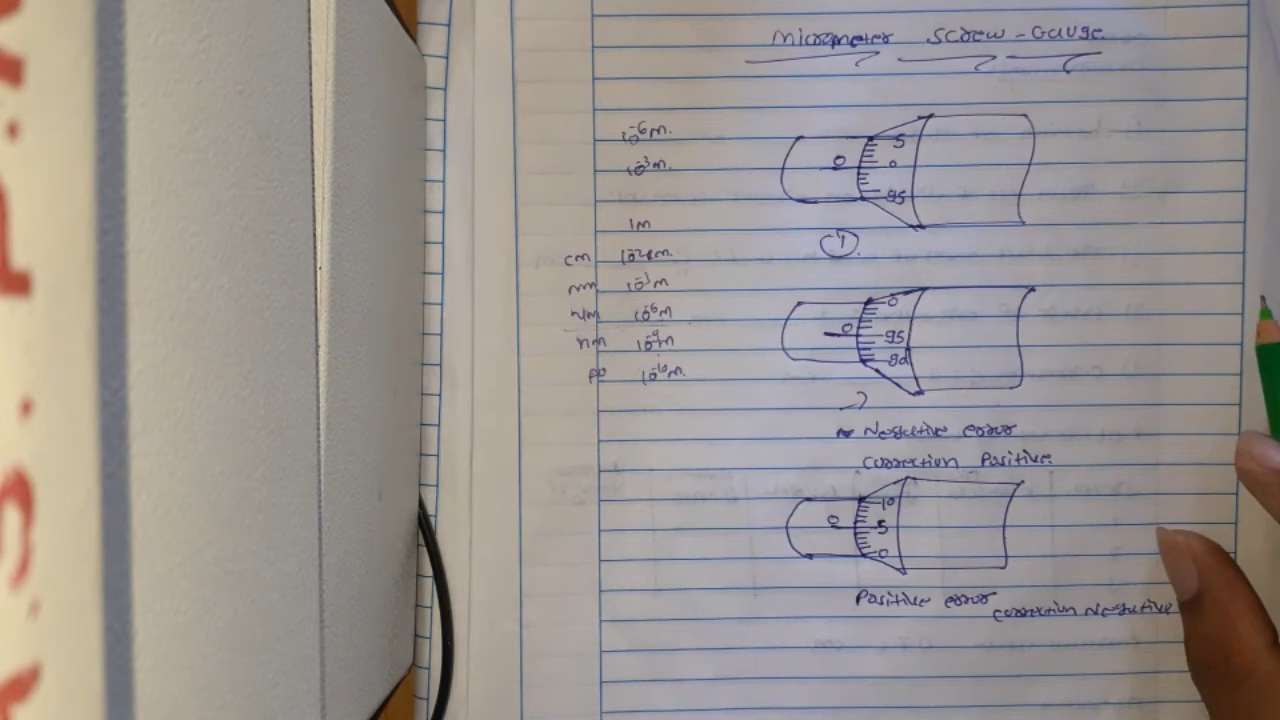 micrometer screw-Gauge
10⁻⁶m.
10⁻³m.
5
0
0
95
1m
①.
cm 10⁻²m.
mm 10⁻³m
10⁻⁶m
nm 10⁻⁹m
10⁻¹⁰m.
0
0
95
90
Negative error
correction Positive.
10
0
5
0
Positive error
correction Negative